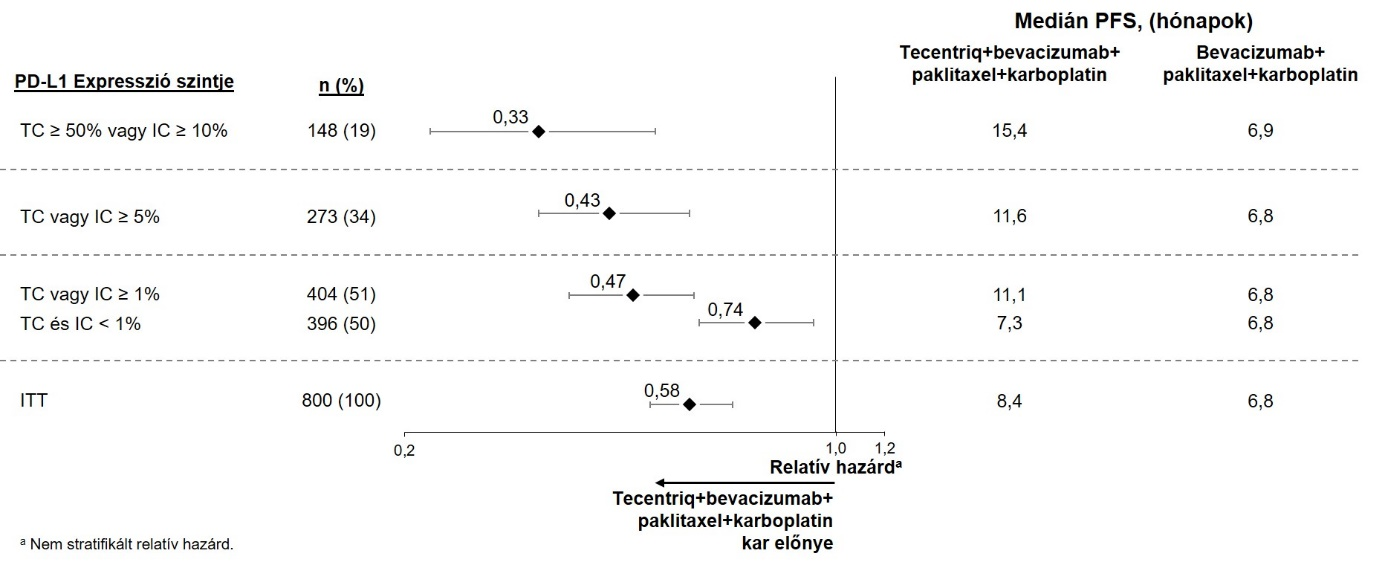 Medián PFS, (hónapok)
Tecentriq+bevacizumab+ Bevacizumab+
paklitaxel+karboplatin paklitaxel+karboplatin
PD-L1 Expresszió szintje n (%)
0,33
TC ≥ 50% vagy IC ≥ 10% 148 (19) 15,4 6,9
0,43
TC vagy IC ≥ 5% 273 (34) 11,6 6,8
0,47
TC vagy IC ≥ 1% 404 (51) 11,1 6,8
0,74
TC és IC < 1% 396 (50) 7,3 6,8
0,58
ITT 800 (100) 8,4 6,8
0,2 1,0 1,2
Relatív hazárdᵃ
Tecentriq+bevacizumab+
paklitaxel+karboplatin
kar előnye
ᵃ Nem stratifikált relatív hazárd.